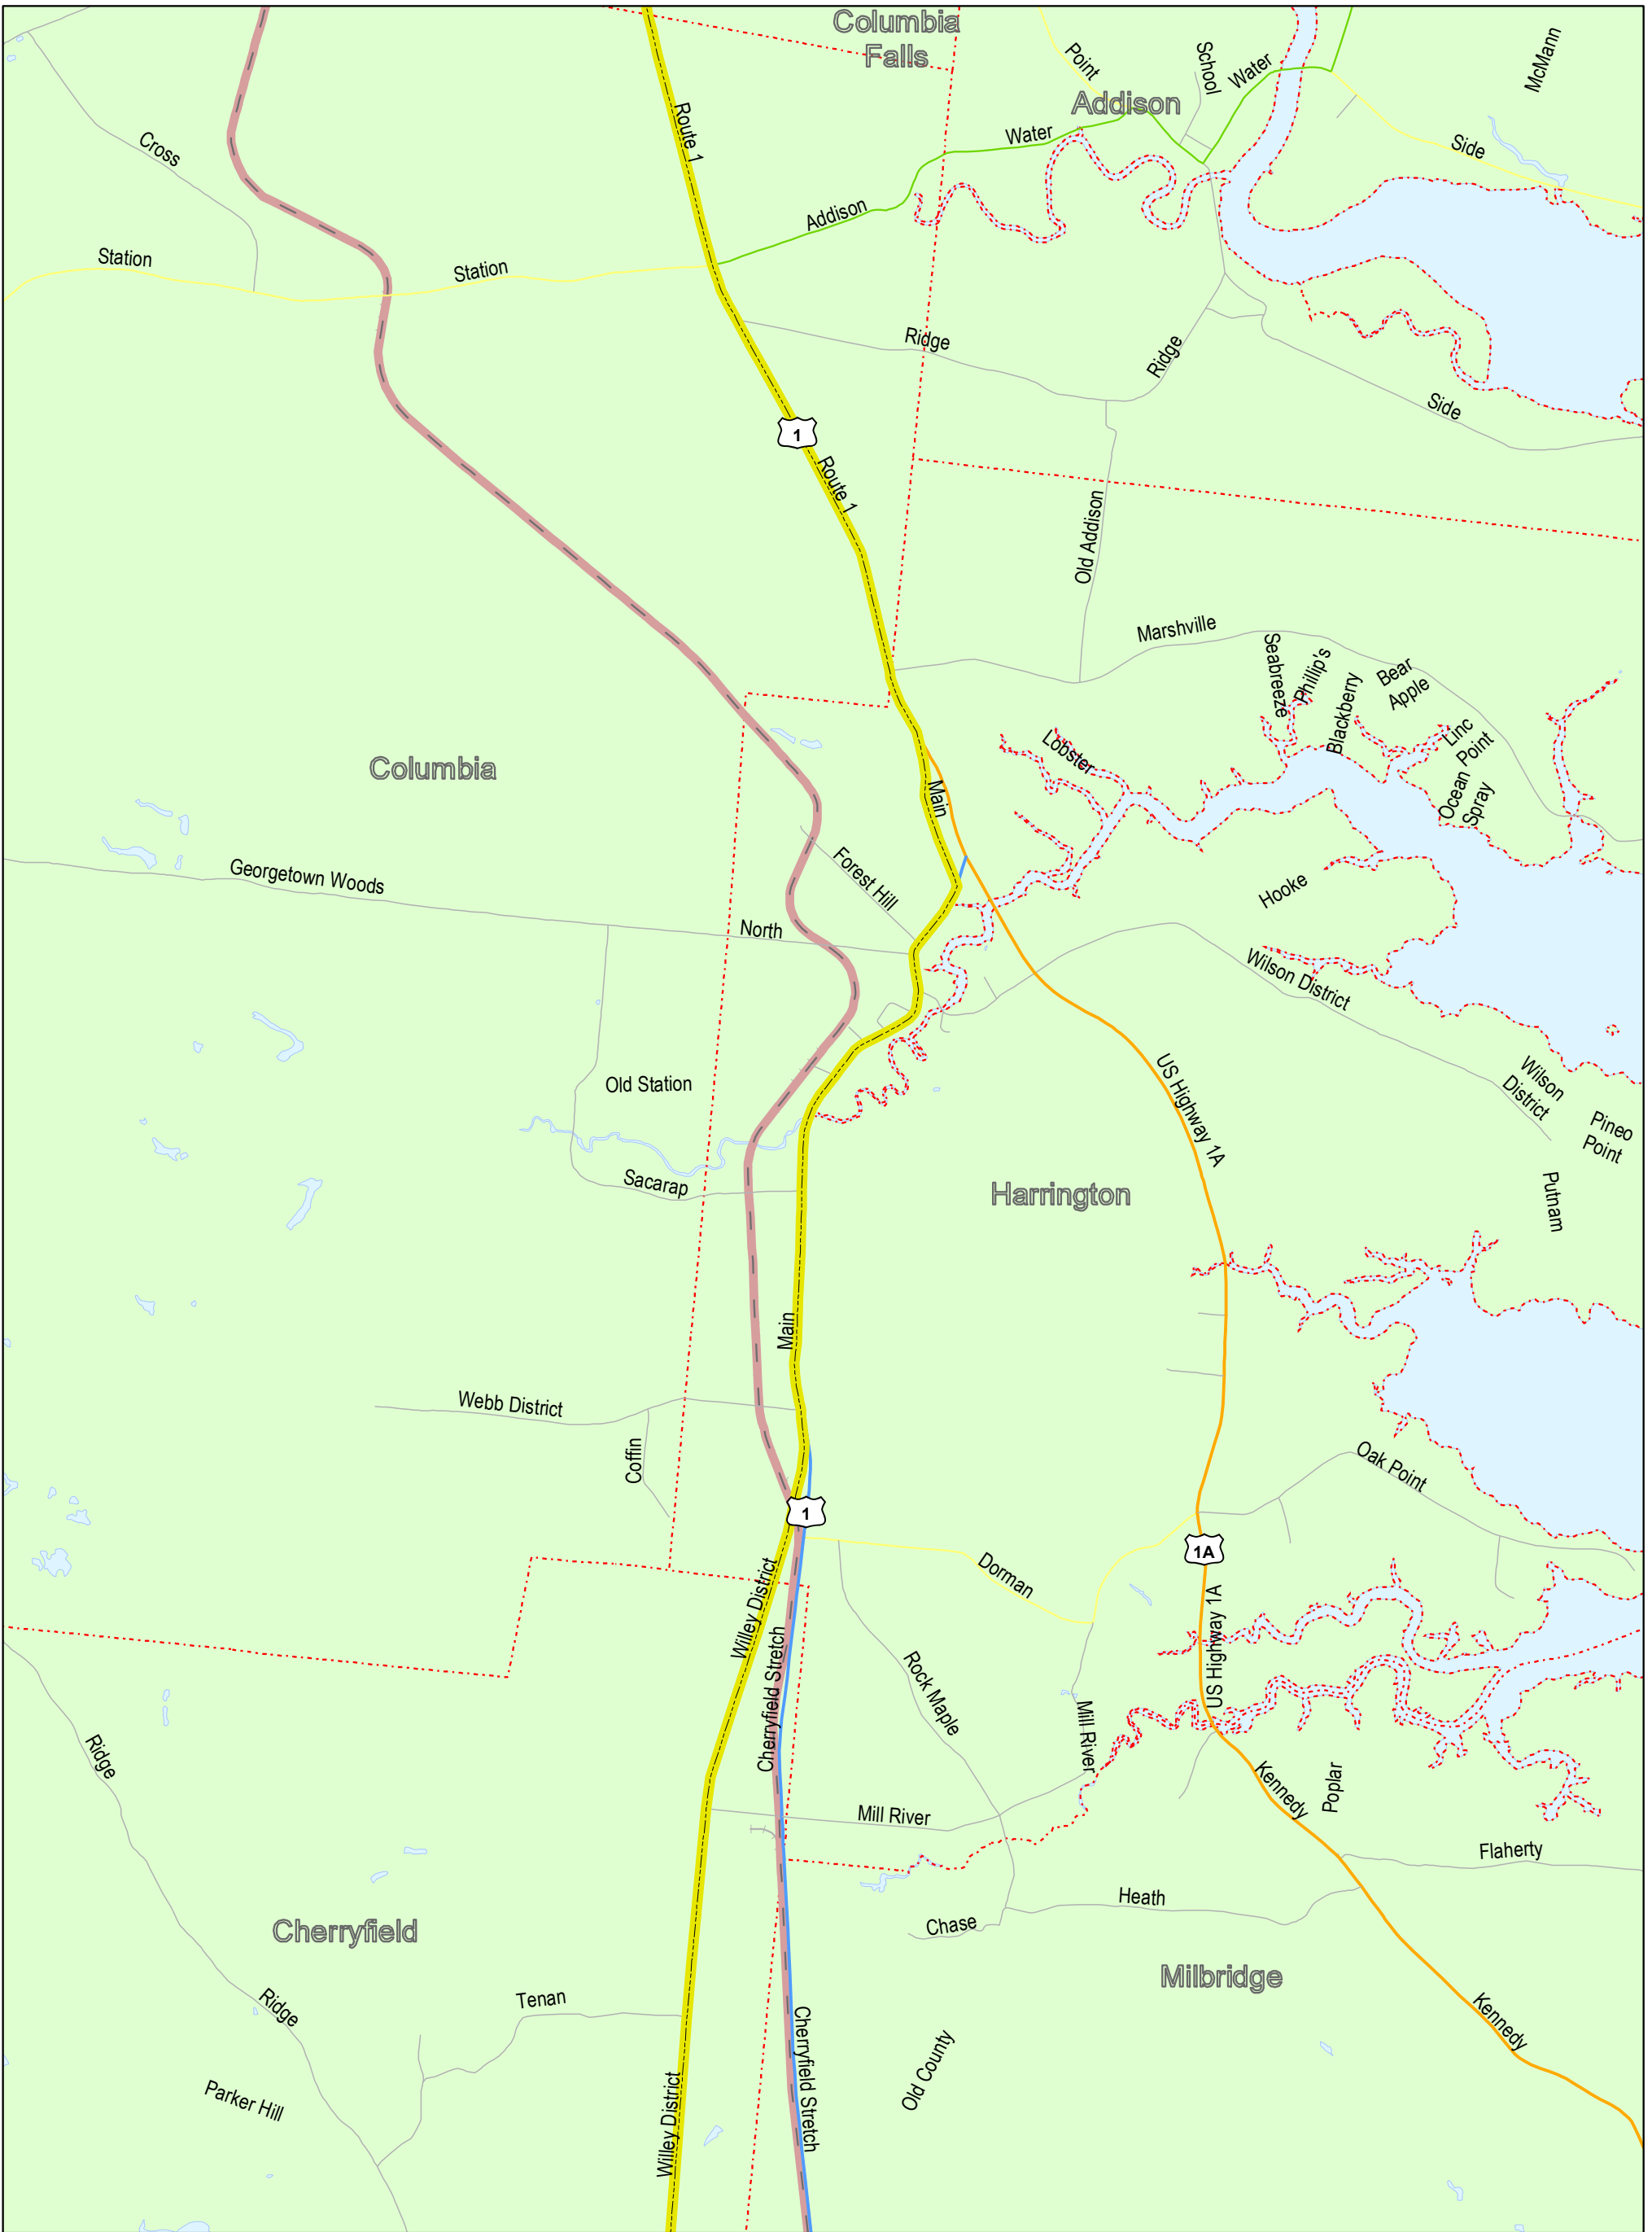 Columbia
Falls
McMann
School
Point
Water
Addison
Route 1
Water
Cross
Side
Addison
Station
Station
Ridge
Ridge
Side
1
Route 1
Old Addison
Marshville
Seabreeze
Phillip's
Bear
Apple
Blackberry
Lobster
Linc
Point
Columbia
Main
Ocean
Spray
Forest Hill
Georgetown Woods
Hooke
North
Wilson District
Old Station
US Highway 1A
Wilson
District
Pineo
Point
Sacarap
Harrington
Putnam
Main
Webb District
Coffin
Oak Point
1
1A
Dorman
Willey District
US Highway 1A
Cherryfield Stretch
Rock Maple
Mill River
Ridge
Kennedy
Poplar
Mill River
Flaherty
Heath
Chase
Cherryfield
Milbridge
Ridge
Tenan
Kennedy
Cherryfield Stretch
Old County
Parker Hill
Willey District